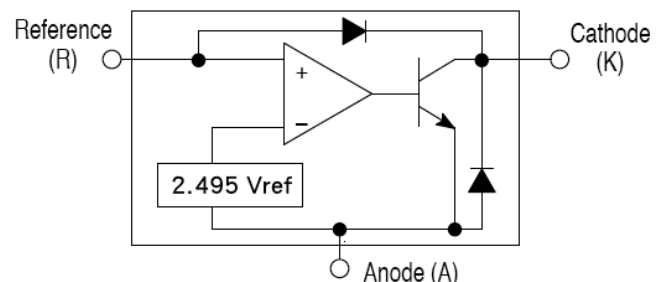 Reference
(R)
Cathode
(K)
+
−
2.495 Vref
Anode (A)